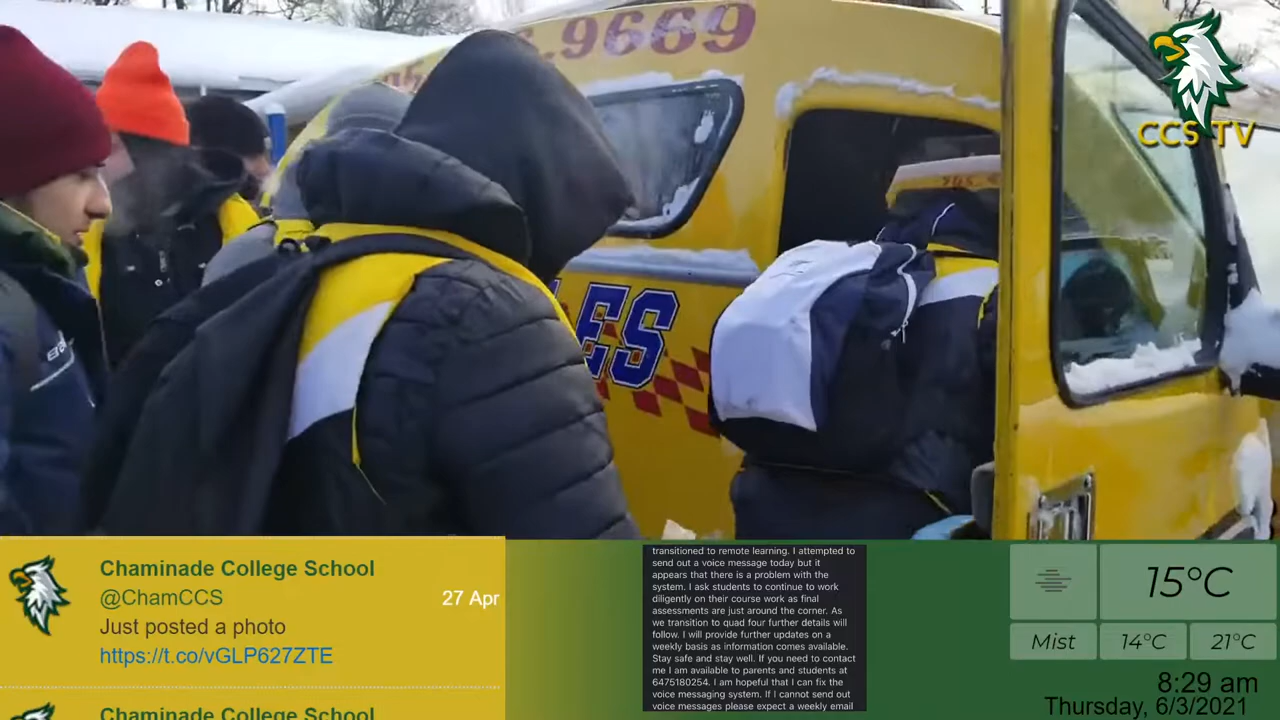 .9669
ES
CCS TV
Chaminade College School
@ChamCCS
27 Apr
Just posted a photo
https://t.co/vGLP627ZTE
Chaminade College School
transitioned to remote learning. I attempted to
send out a voice message today but it
appears that there is a problem with the
system. I ask students to continue to work
diligently on their course work as final
assessments are just around the corner. As
we transition to quad four further details will
follow. I will provide further updates on a
weekly basis as information comes available.
Stay safe and stay well. If you need to contact
me I am available to parents and students at
6475180254. I am hopeful that I can fix the
voice messaging system. If I cannot send out
voice messages please expect a weekly email
15°C
Mist
14°C
21°C
8:29 am
Thursday, 6/3/2021